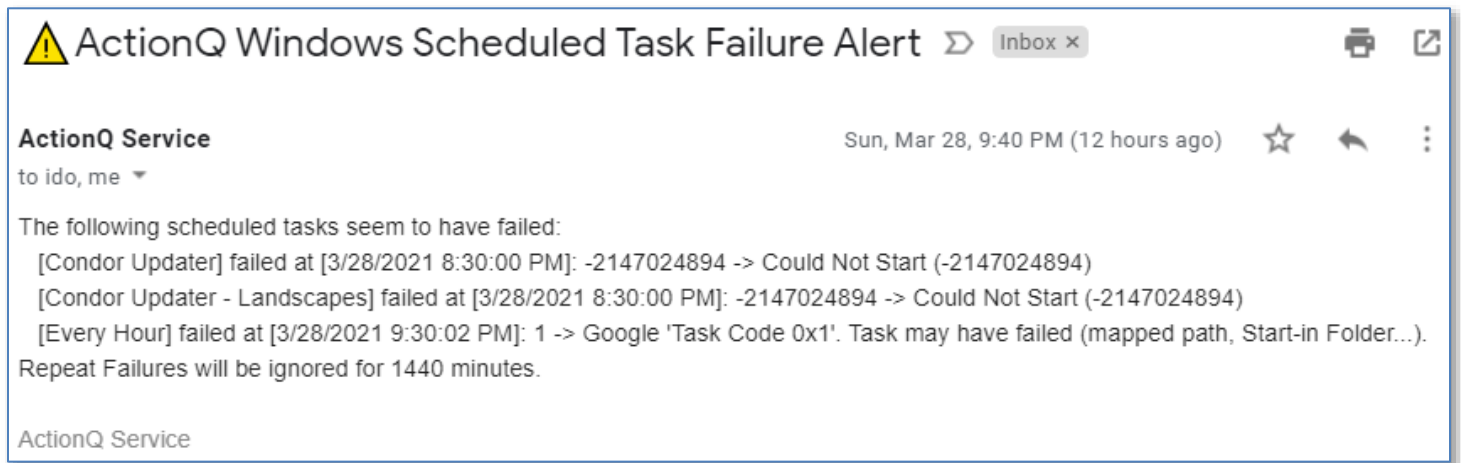 ActionQ Windows Scheduled Task Failure Alert Inbox ×
ActionQ Service Sun, Mar 28, 9:40 PM (12 hours ago)
to ido, me
The following scheduled tasks seem to have failed:
[Condor Updater] failed at [3/28/2021 8:30:00 PM]: -2147024894 -> Could Not Start (-2147024894)
[Condor Updater - Landscapes] failed at [3/28/2021 8:30:00 PM]: -2147024894 -> Could Not Start (-2147024894)
[Every Hour] failed at [3/28/2021 9:30:02 PM]: 1 -> Google 'Task Code 0x1'. Task may have failed (mapped path, Start-in Folder...).
Repeat Failures will be ignored for 1440 minutes.
ActionQ Service